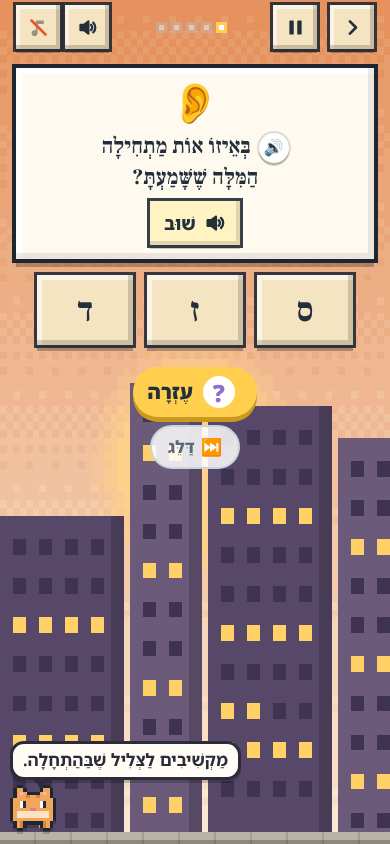 בְּאֵיזוֹ אוֹת מַתְחִילָה
הַמִּלָּה שֶׁשָּׁמַעְתָּ?
שׁוּב
ס
ז
ד
? עֶזְרָה
דַּלֵּג
מַקְשִׁיבִים לַצְּלִיל שֶׁבַּהַתְחָלָה.